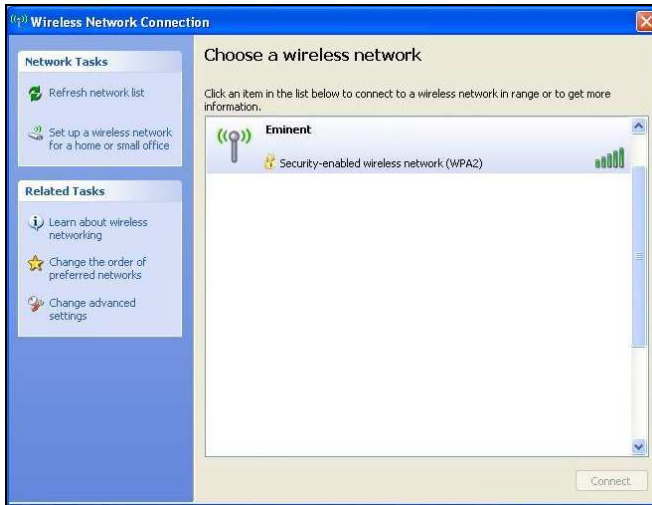 Wireless Network Connection
Network Tasks
Refresh network list
Set up a wireless network
for a home or small office
Related Tasks
Learn about wireless
networking
Change the order of
preferred networks
Change advanced
settings
Choose a wireless network
Click an item in the list below to connect to a wireless network in range or to get more
information.
Eminent
Security-enabled wireless network (WPA2)
Connect